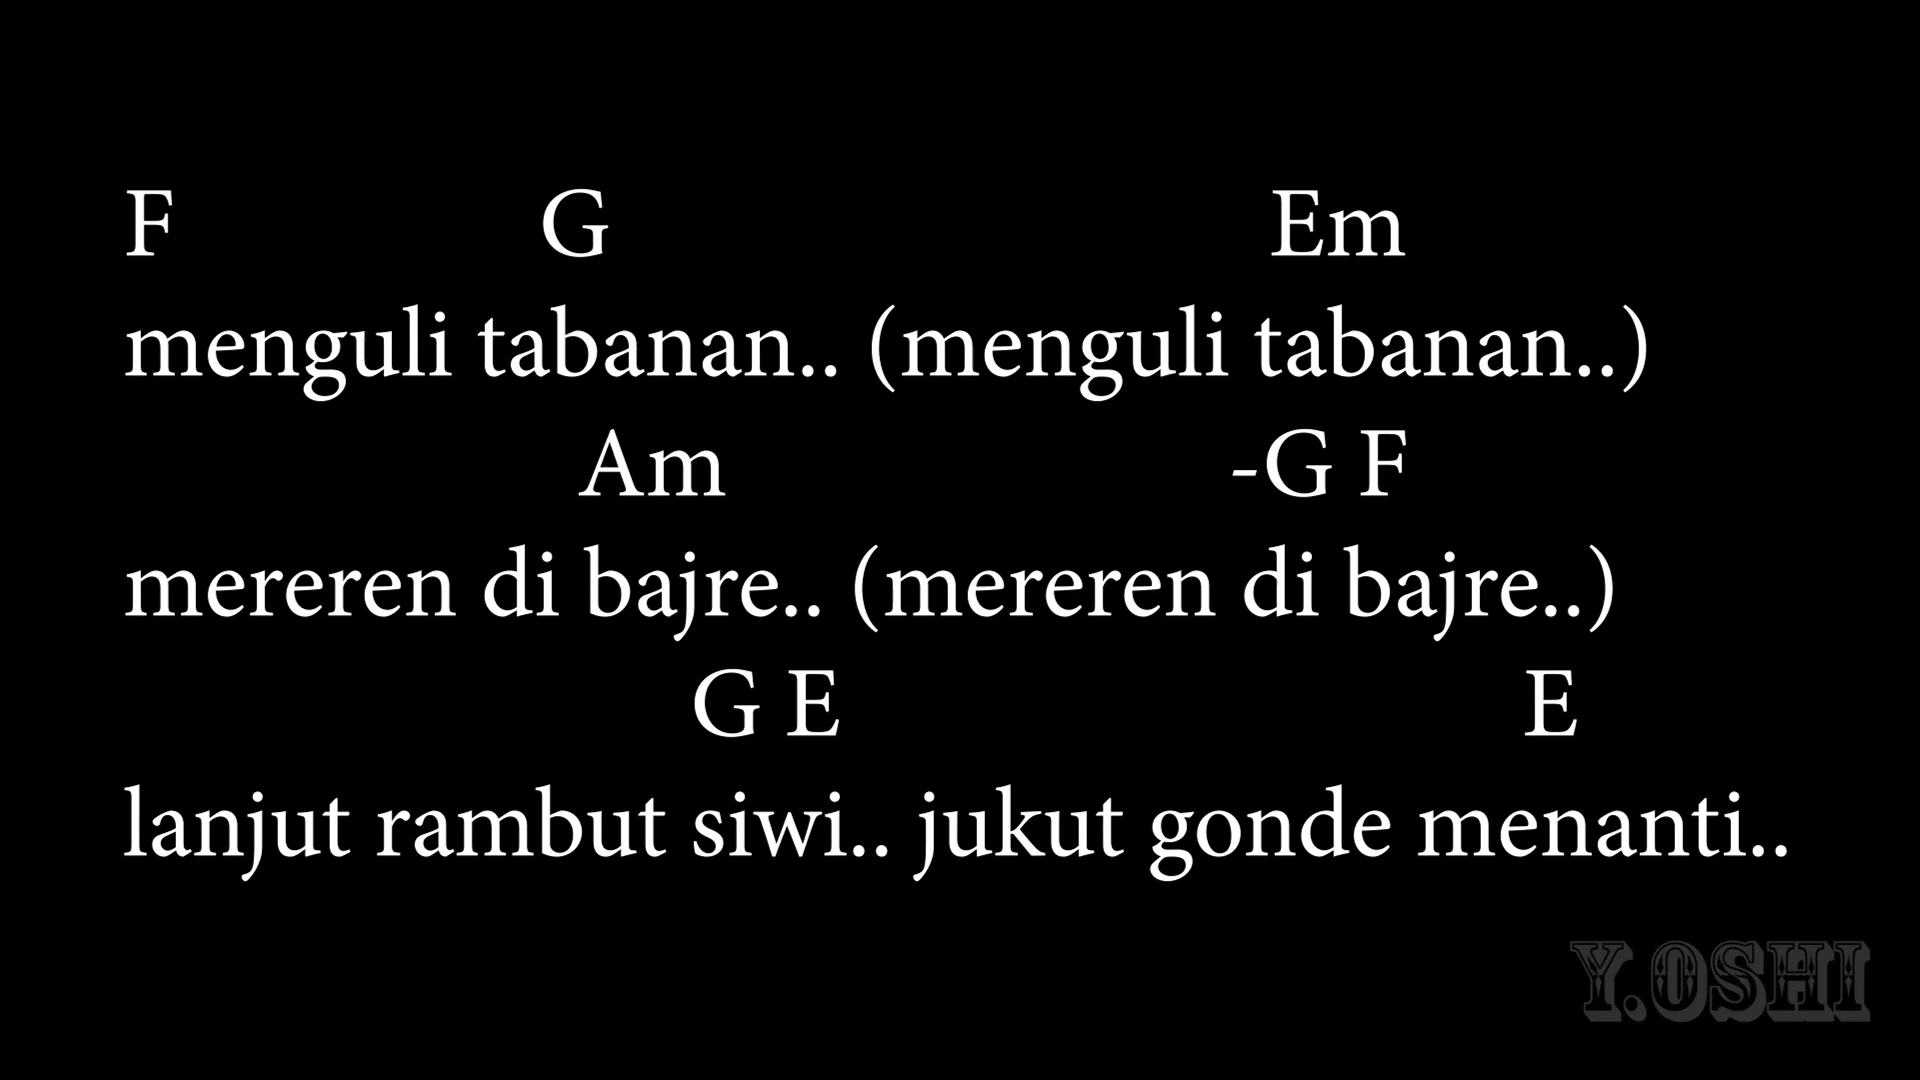 F G Em
menguli tabanan.. (menguli tabanan..)
Am -G F
mereren di bajre.. (mereren di bajre..)
G E E
lanjut rambut siwi.. jukut gonde menanti..
Y.OSHI